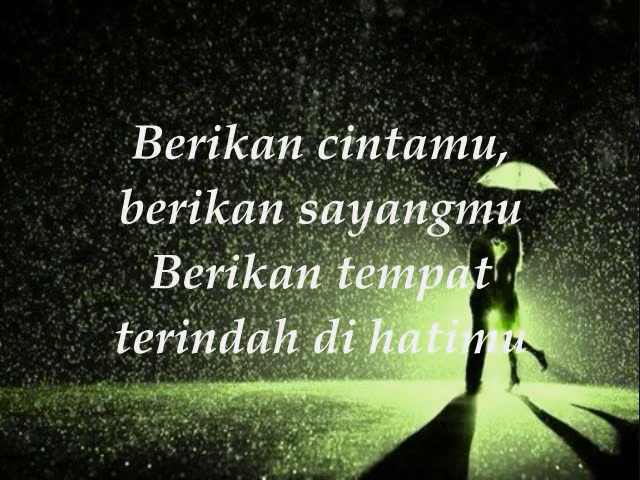 Berikan cintamu,
berikan sayangmu
Berikan tempat
terindah di hatimu